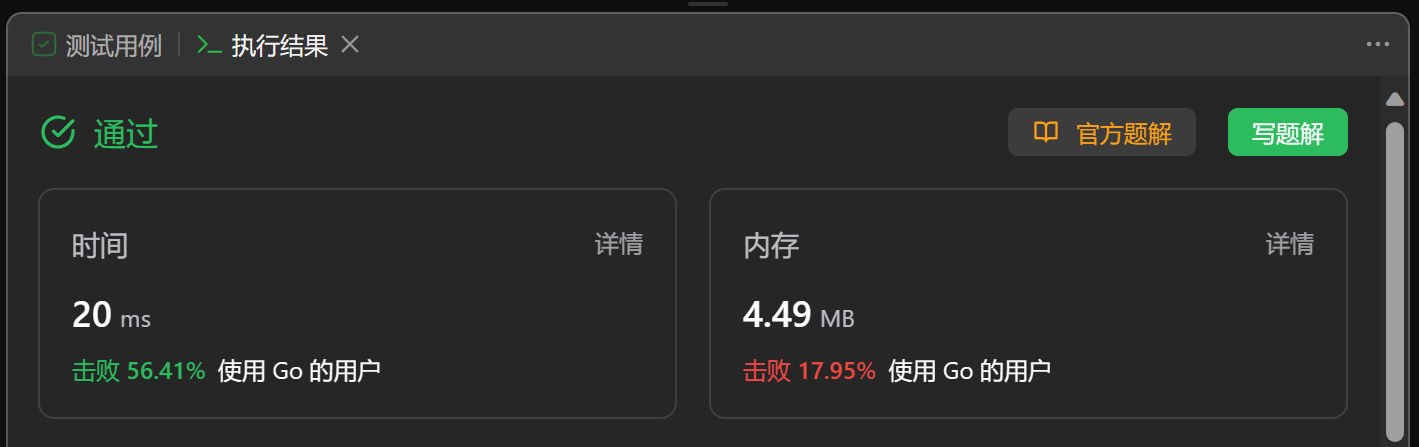 测试用例 执行结果
通过 官方题解 写题解
时间 详情
20 ms
击败 56.41% 使用 Go 的用户
内存 详情
4.49 MB
击败 17.95% 使用 Go 的用户